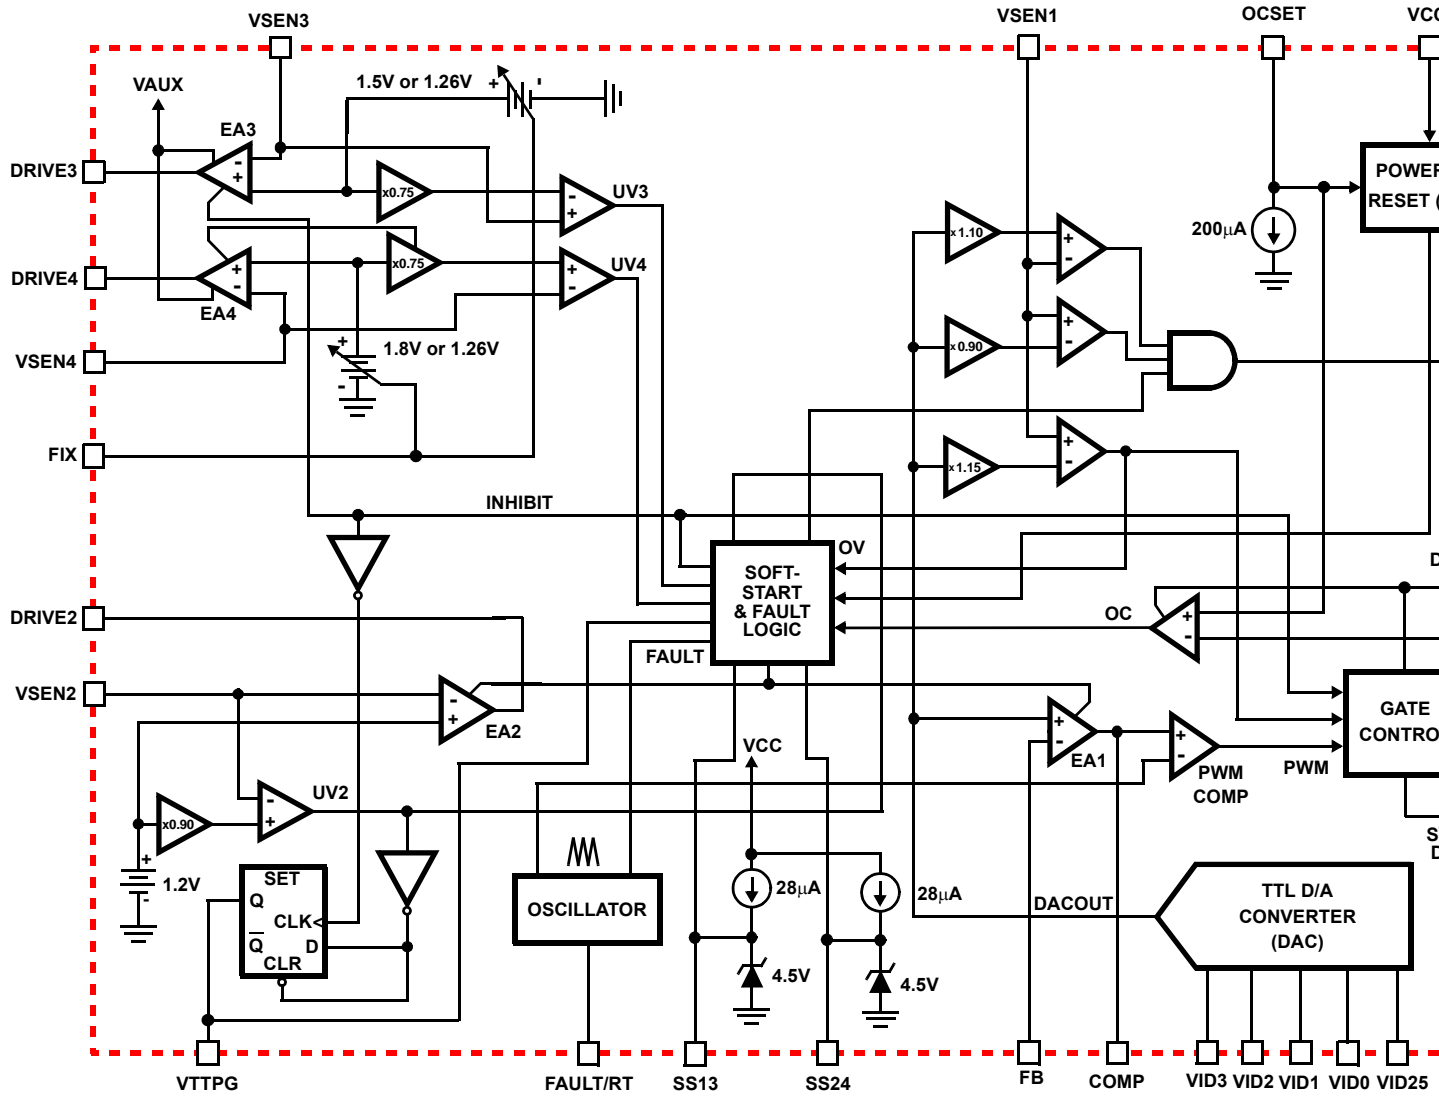 VSEN3
VSEN1
OCSET
VCC
1.5V or 1.26V
+
-
VAUX
EA3
DRIVE3
-
+
x0.75
-
+
UV3
POWER
RESET (
200µA
x 1.10
+
-
DRIVE4
+
-
EA4
x0.75
+
-
UV4
VSEN4
+
-
1.8V or 1.26V
x 0.90
+
-
FIX
x 1.15
+
-
INHIBIT
OV
SOFT-
START
& FAULT
LOGIC
OC
+
-
DRIVE2
FAULT
VSEN2
-
+
EA2
+
-
EA1
+
-
PWM
COMP
PWM
GATE
CONTRO
VCC
UV2
-
+
x0.90
+
-
1.2V
SET
Q
CLK
Q
D
CLR
OSCILLATOR
28µA
28µA
4.5V
4.5V
DACOUT
TTL D/A
CONVERTER
(DAC)
S
D
D
VTTPG
FAULT/RT
SS13
SS24
FB
COMP
VID3
VID2
VID1
VID0
VID25